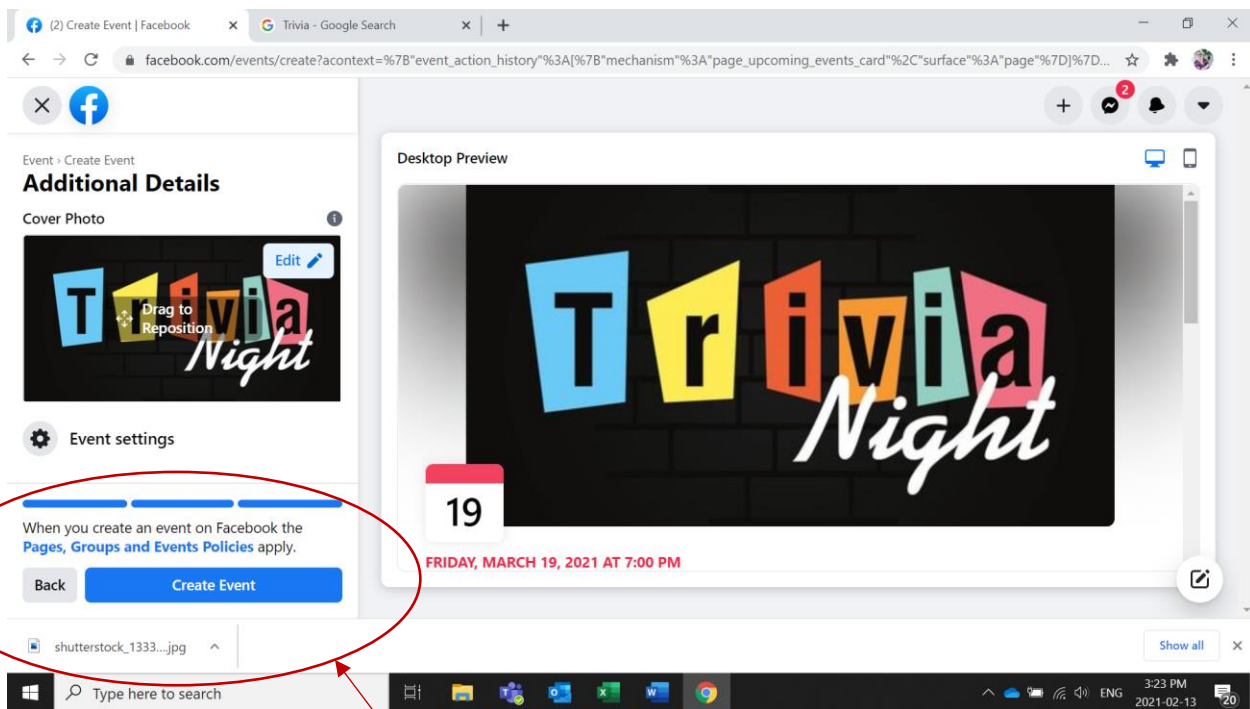 (2) Create Event | Facebook
Trivia - Google Search
facebook.com/events/create?acontext=%7B"event_action_history"%3A[%7B"mechanism"%3A"page_upcoming_events_card"%2C"surface"%3A"page"%7D]%7D...
2
Event › Create Event
Additional Details
Cover Photo
Edit
Trivia
Drag to
Reposition
Night
Event settings
When you create an event on Facebook the
Pages, Groups and Events Policies apply.
Back
Create Event
Desktop Preview
Trivia
Night
19
FRIDAY, MARCH 19, 2021 AT 7:00 PM
shutterstock_1333....jpg
Show all
Type here to search
ENG
3:23 PM
2021-02-13
20